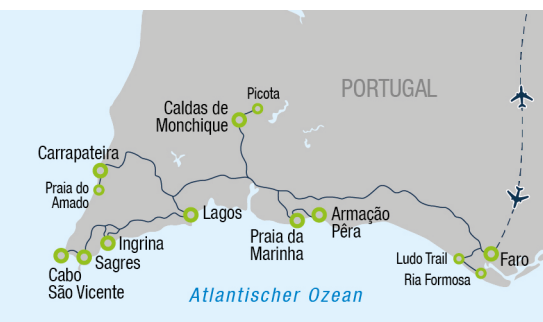 PORTUGAL
Picota
Caldas de
Monchique
Carrapateira
Praia do
Amado
Lagos
Armação
Pêra
Praia da
Marinha
Ingrina
Sagres
Cabo
São Vicente
Ludo Trail
Faro
Ria Formosa
Atlantischer Ozean